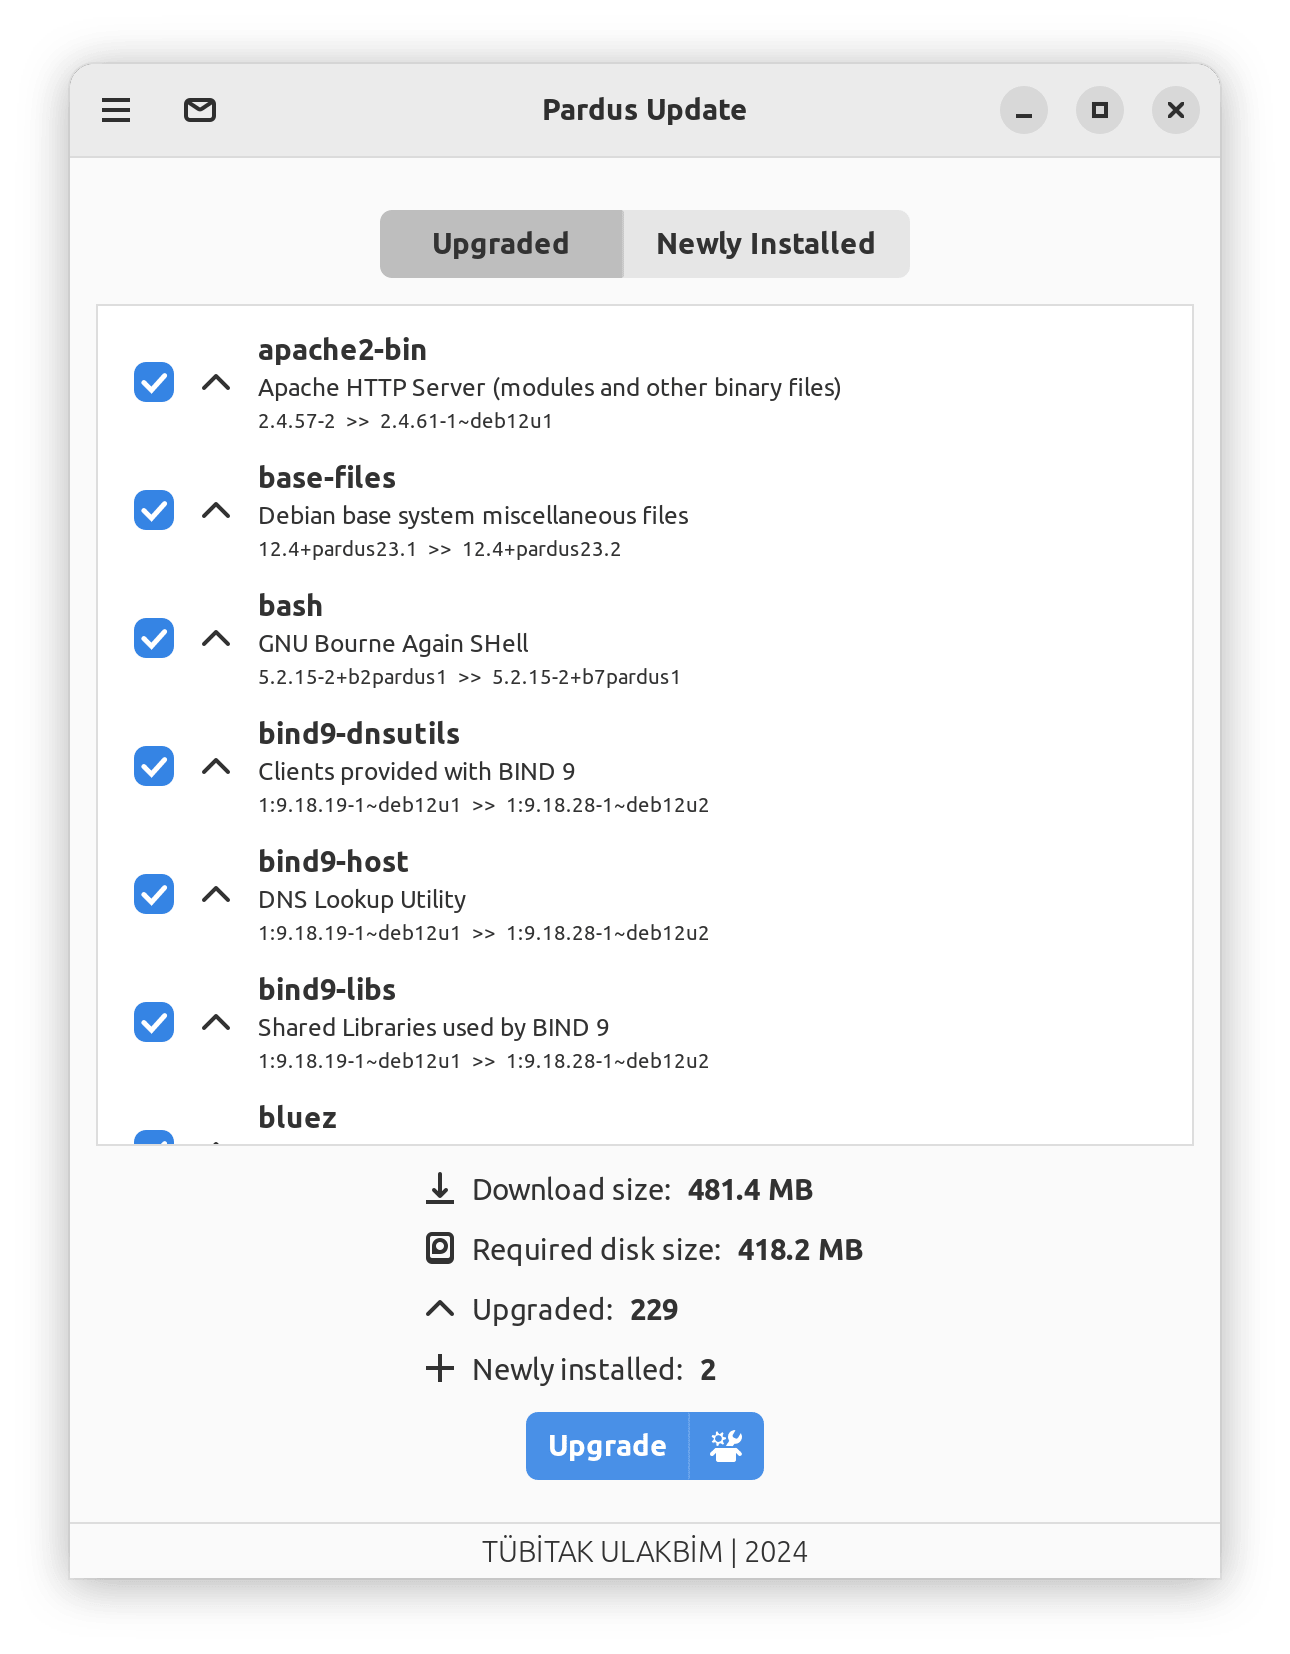 Pardus Update
Upgraded
Newly Installed
apache2-bin
Apache HTTP Server (modules and other binary files)
2.4.57-2 >> 2.4.61-1~deb12u1
base-files
Debian base system miscellaneous files
12.4+pardus23.1 >> 12.4+pardus23.2
bash
GNU Bourne Again SHell
5.2.15-2+b2pardus1 >> 5.2.15-2+b7pardus1
bind9-dnsutils
Clients provided with BIND 9
1:9.18.19-1~deb12u1 >> 1:9.18.28-1~deb12u2
bind9-host
DNS Lookup Utility
1:9.18.19-1~deb12u1 >> 1:9.18.28-1~deb12u2
bind9-libs
Shared Libraries used by BIND 9
1:9.18.19-1~deb12u1 >> 1:9.18.28-1~deb12u2
bluez
Download size: 481.4 MB
Required disk size: 418.2 MB
Upgraded: 229
Newly installed: 2
Upgrade
TÜBİTAK ULAKBİM | 2024